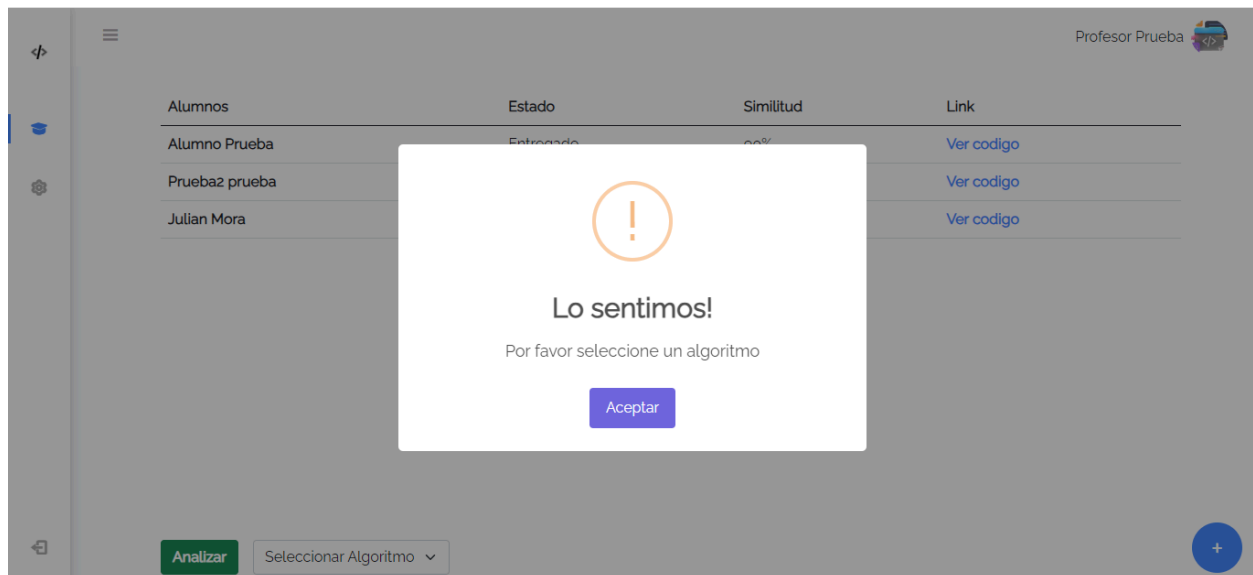 Profesor Prueba
Alumnos Estado Similitud Link
Alumno Prueba Entregado Ver codigo
Prueba2 prueba Ver codigo
Julian Mora Ver codigo
Lo sentimos!
Por favor seleccione un algoritmo
Aceptar
Analizar Seleccionar Algoritmo